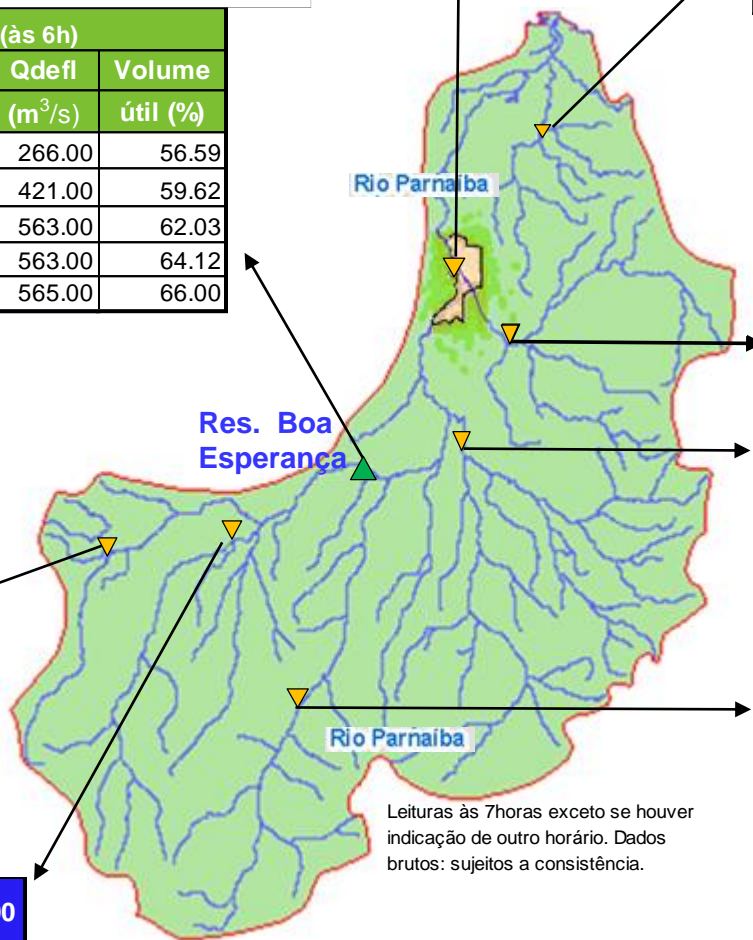 (às 6h)
Qdefl Volume
(m³/s) útil (%)
266.00 56.59
421.00 59.62
563.00 62.03
563.00 64.12
565.00 66.00
Rio Parnaíba
Res. Boa
Esperança
Rio Parnaíba
Leituras às 7horas exceto se houver
indicação de outro horário. Dados
brutos: sujeitos a consistência.